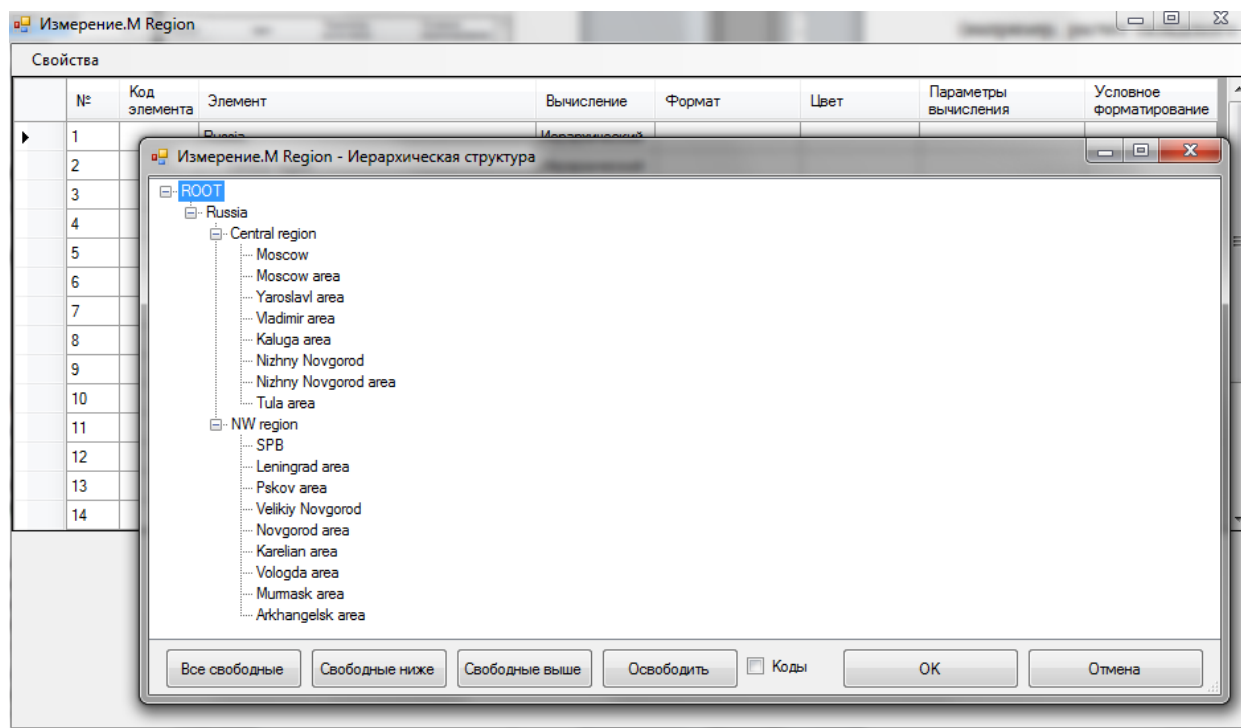 Измерение.M Region
Свойства
№ Код элемента Элемент Вычисление Формат Цвет Параметры вычисления Условное форматирование
1 Russia Иерархический
2
3
4
5
6
7
8
9
10
11
12
13
14
Измерение.M Region - Иерархическая структура
ROOT
Russia
Central region
Moscow
Moscow area
Yaroslavl area
Vladimir area
Kaluga area
Nizhny Novgorod
Nizhny Novgorod area
Tula area
NW region
SPB
Leningrad area
Pskov area
Velikiy Novgorod
Novgorod area
Karelian area
Vologda area
Murmask area
Arkhangelsk area
Все свободные Свободные ниже Свободные выше Освободить Коды OK Отмена